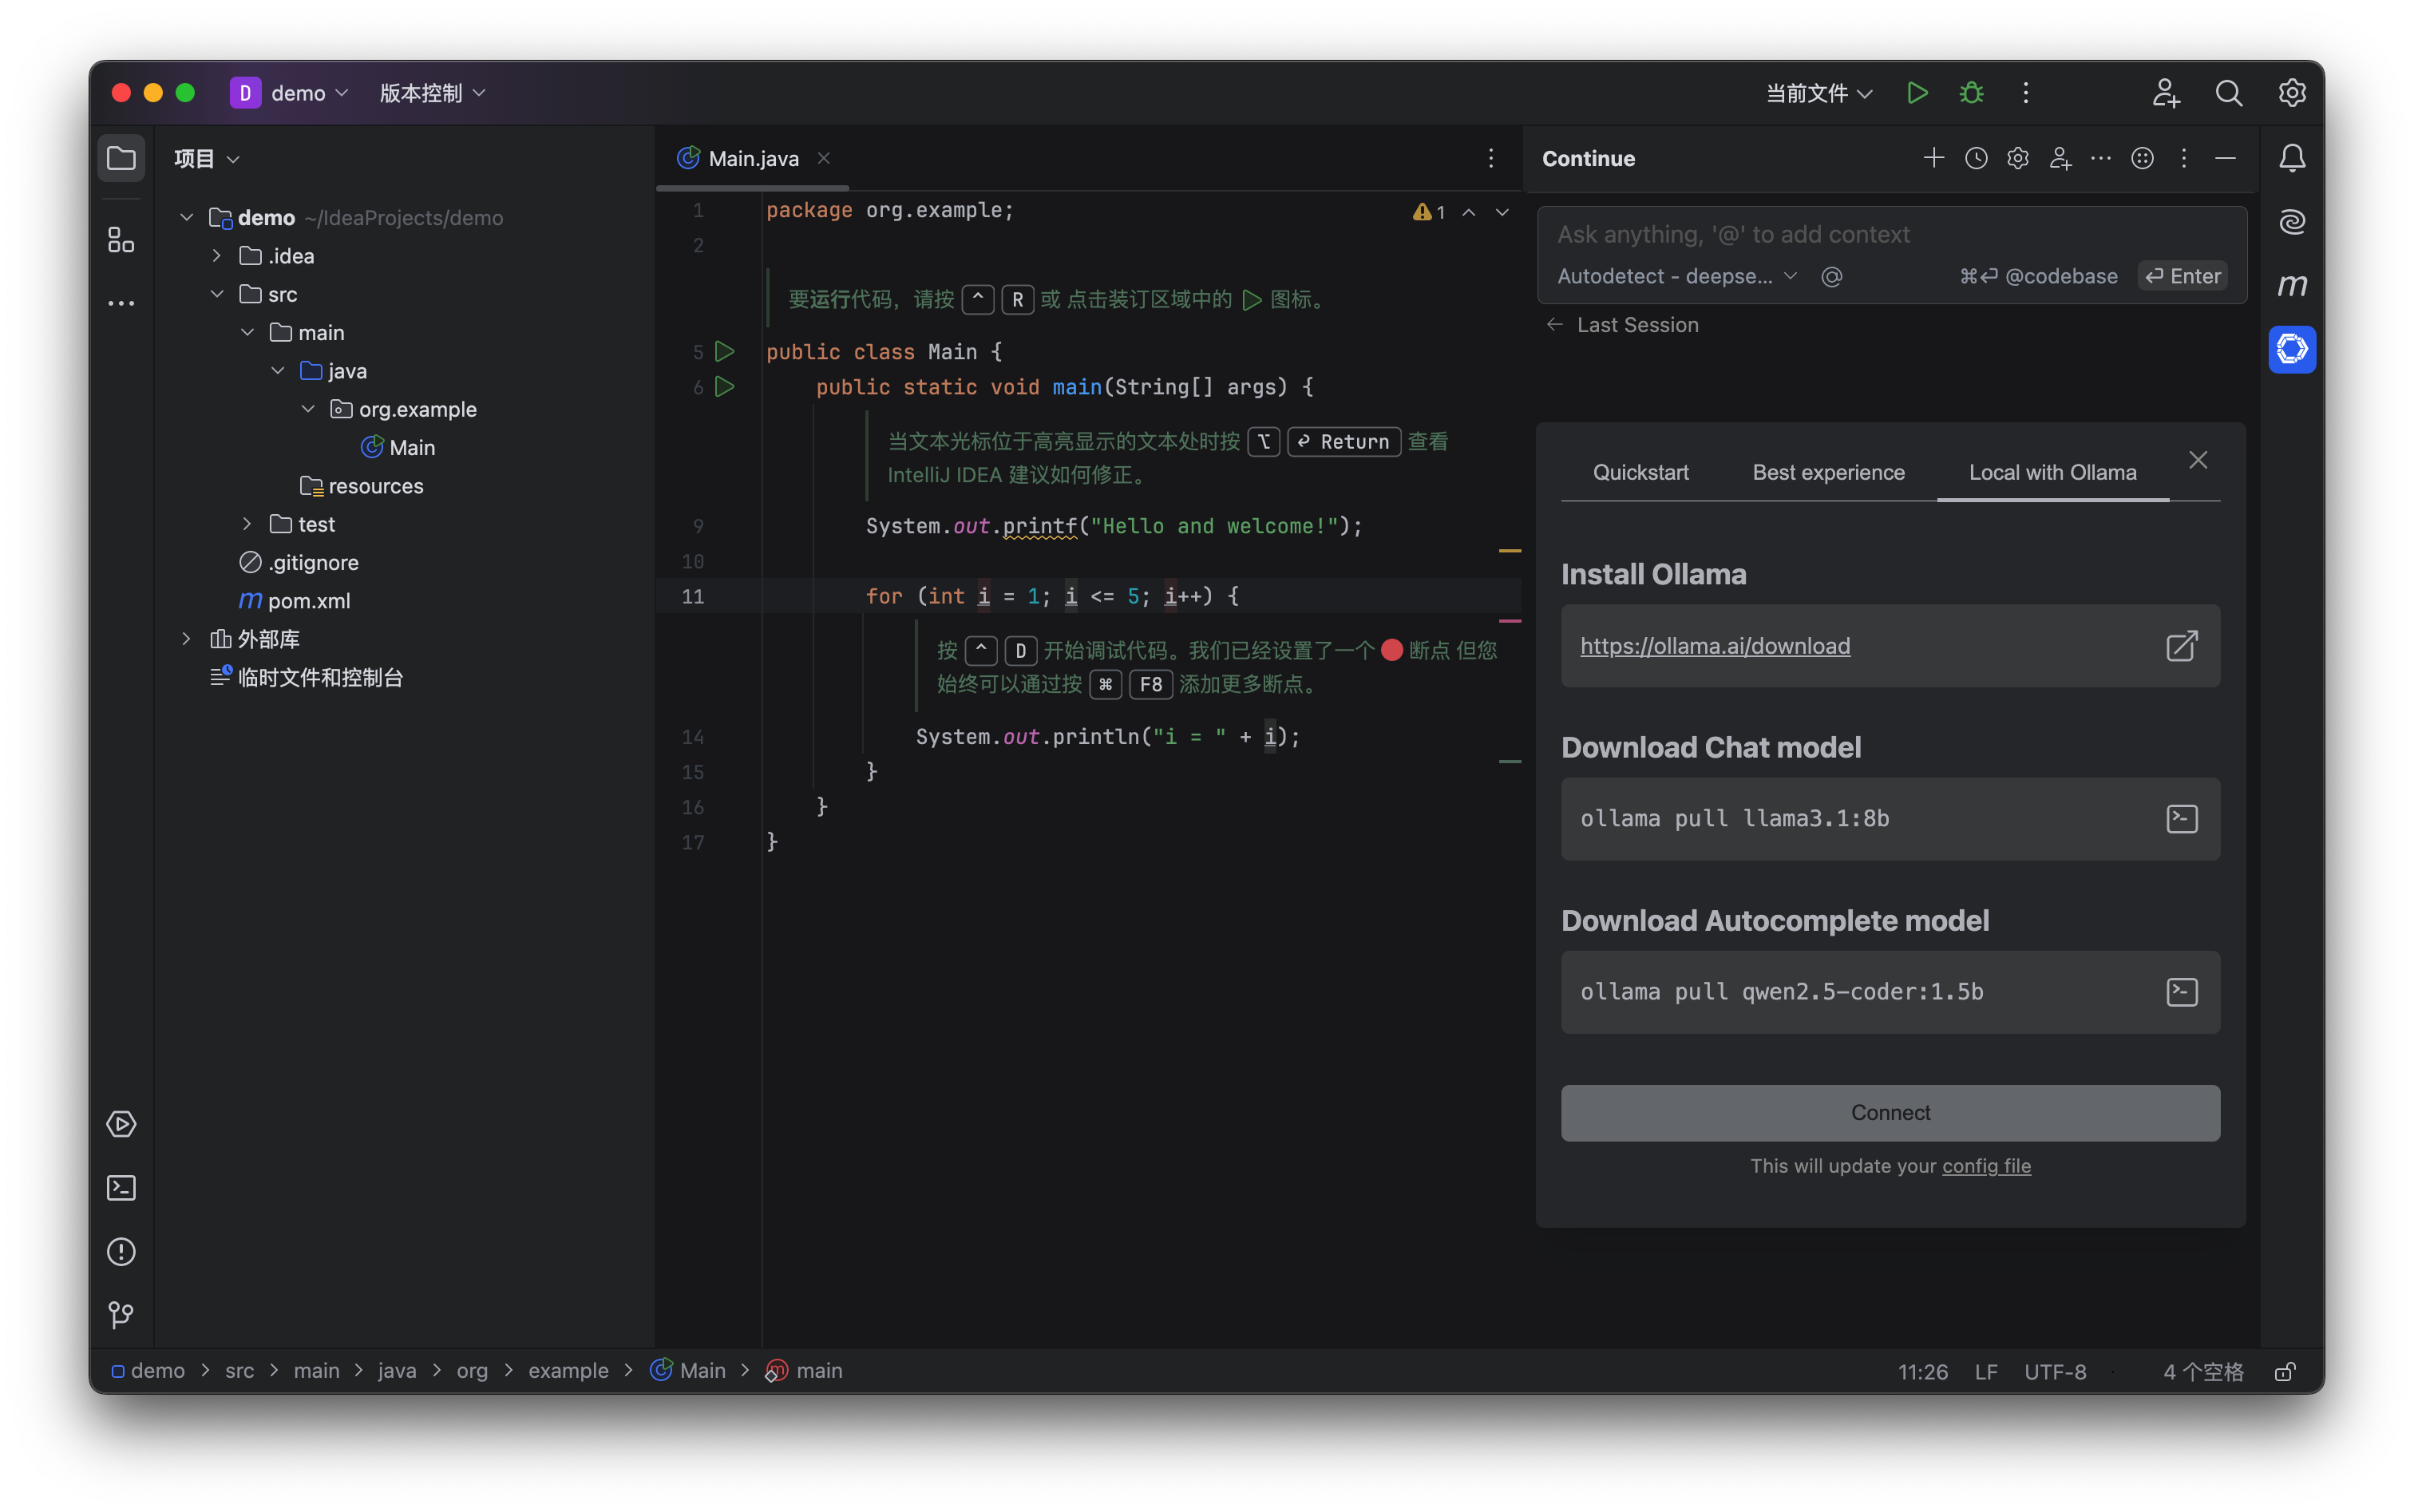 D demo 版本控制 当前文件
项目
demo ~/IdeaProjects/demo
.idea
src
main
java
org.example
Main
resources
test
.gitignore
m pom.xml
外部库
临时文件和控制台
Main.java
1 package org.example; 1
2
要运行代码，请按 ^ R 或 点击装订区域中的 图标。
5 public class Main {
6 public static void main(String[] args) {
当文本光标位于高亮显示的文本处时按 ⌥ ⏎ Return 查看
IntelliJ IDEA 建议如何修正。
9 System.out.printf("Hello and welcome!");
10
11 for (int i = 1; i <= 5; i++) {
按 ^ D 开始调试代码。我们已经设置了一个 断点 但您
始终可以通过按 ⌘ F8 添加更多断点。
14 System.out.println("i = " + i);
15 }
16 }
17 }
Continue
Ask anything, '@' to add context
Autodetect - deepse... @ ⌘⏎ @codebase ⏎ Enter
← Last Session
Quickstart Best experience Local with Ollama
Install Ollama
https://ollama.ai/download
Download Chat model
ollama pull llama3.1:8b
Download Autocomplete model
ollama pull qwen2.5-coder:1.5b
Connect
This will update your config file
m
demo > src > main > java > org > example > Main > main
11:26 LF UTF-8 4 个空格